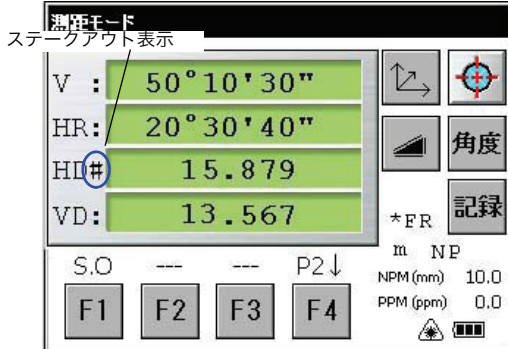 測距モード
ステークアウト表示
V : 50°10'30"
HR: 20°30'40"
HD# 15.879
VD: 13.567
角度
記録
*FR
m NP
NPM (mm) 10.0
PPM (ppm) 0.0
S.O --- --- P2↓
F1 F2 F3 F4